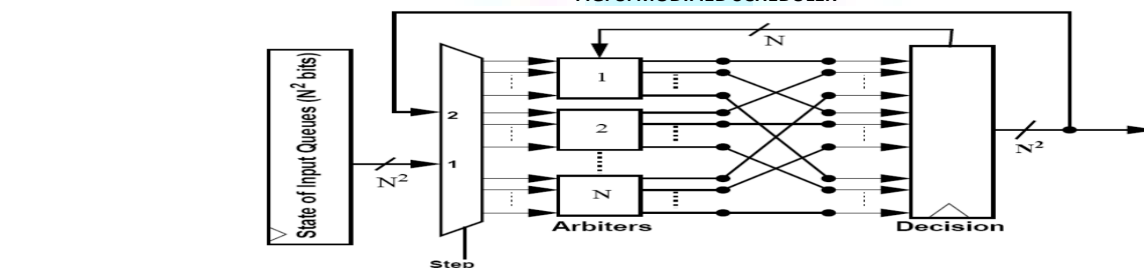 N
1
2
State of Input Queues (N² bits)
2
1
N²
N²
N
Arbiters
Decision
Step